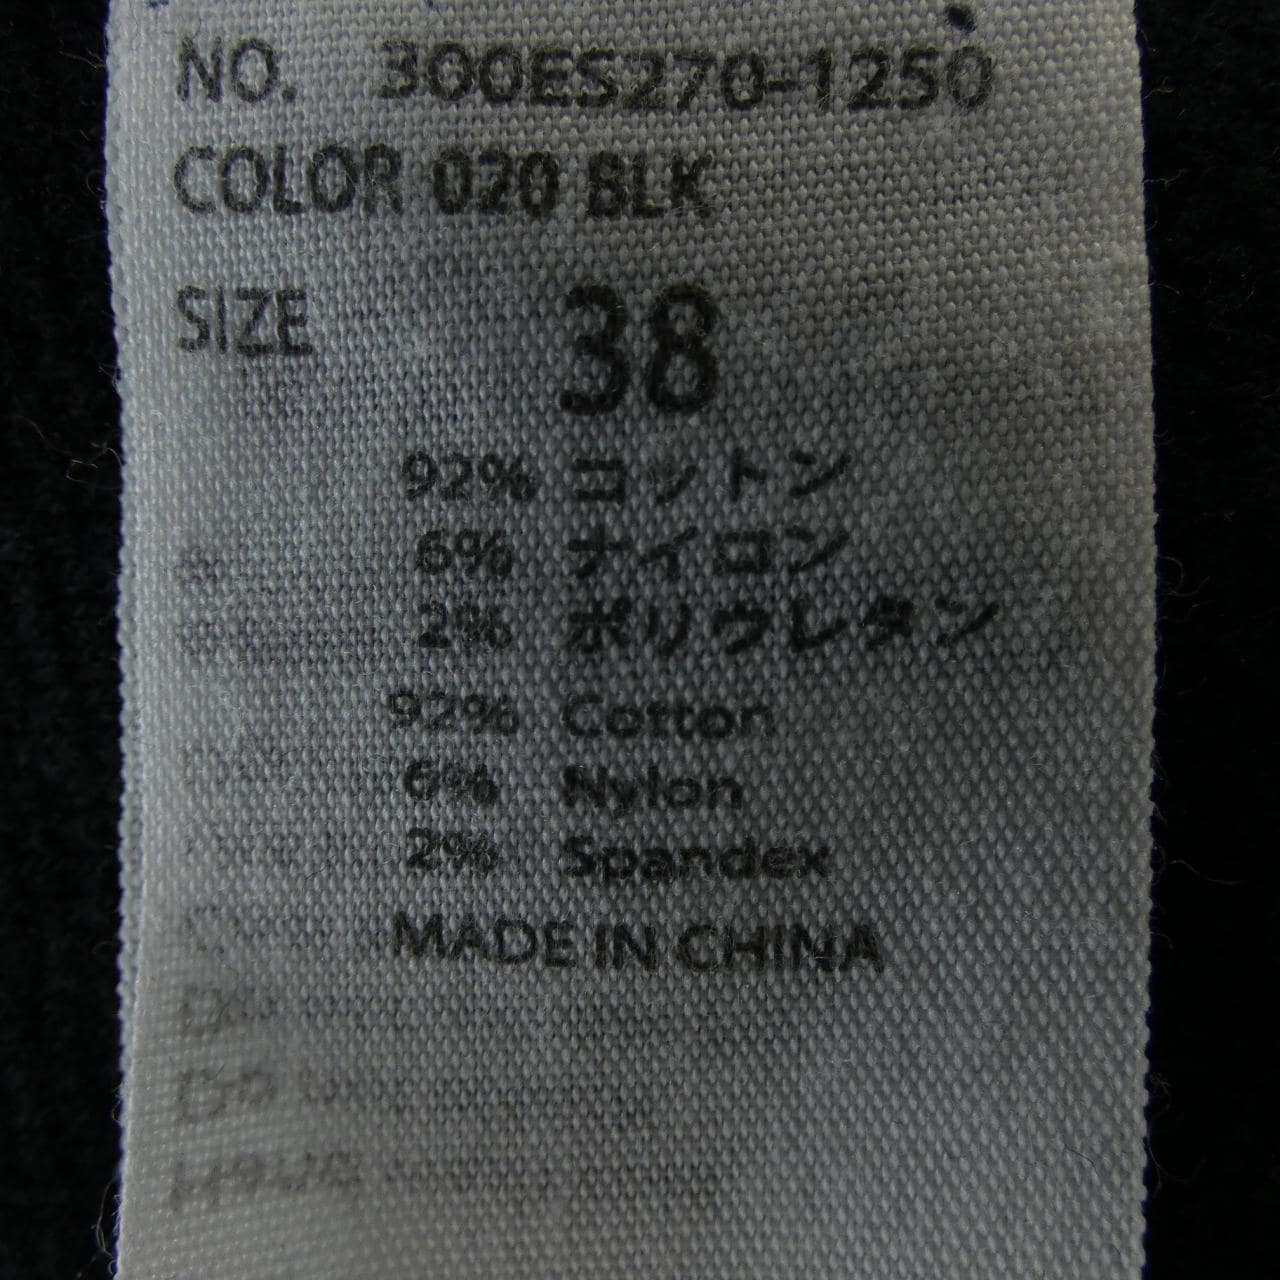 NO. 300ES270-1250
COLOR 020 BLK
SIZE 38
92% コットン
6% ナイロン
2% ポリウレタン
92% Cotton
6% Nylon
2% Spandex
MADE IN CHINA